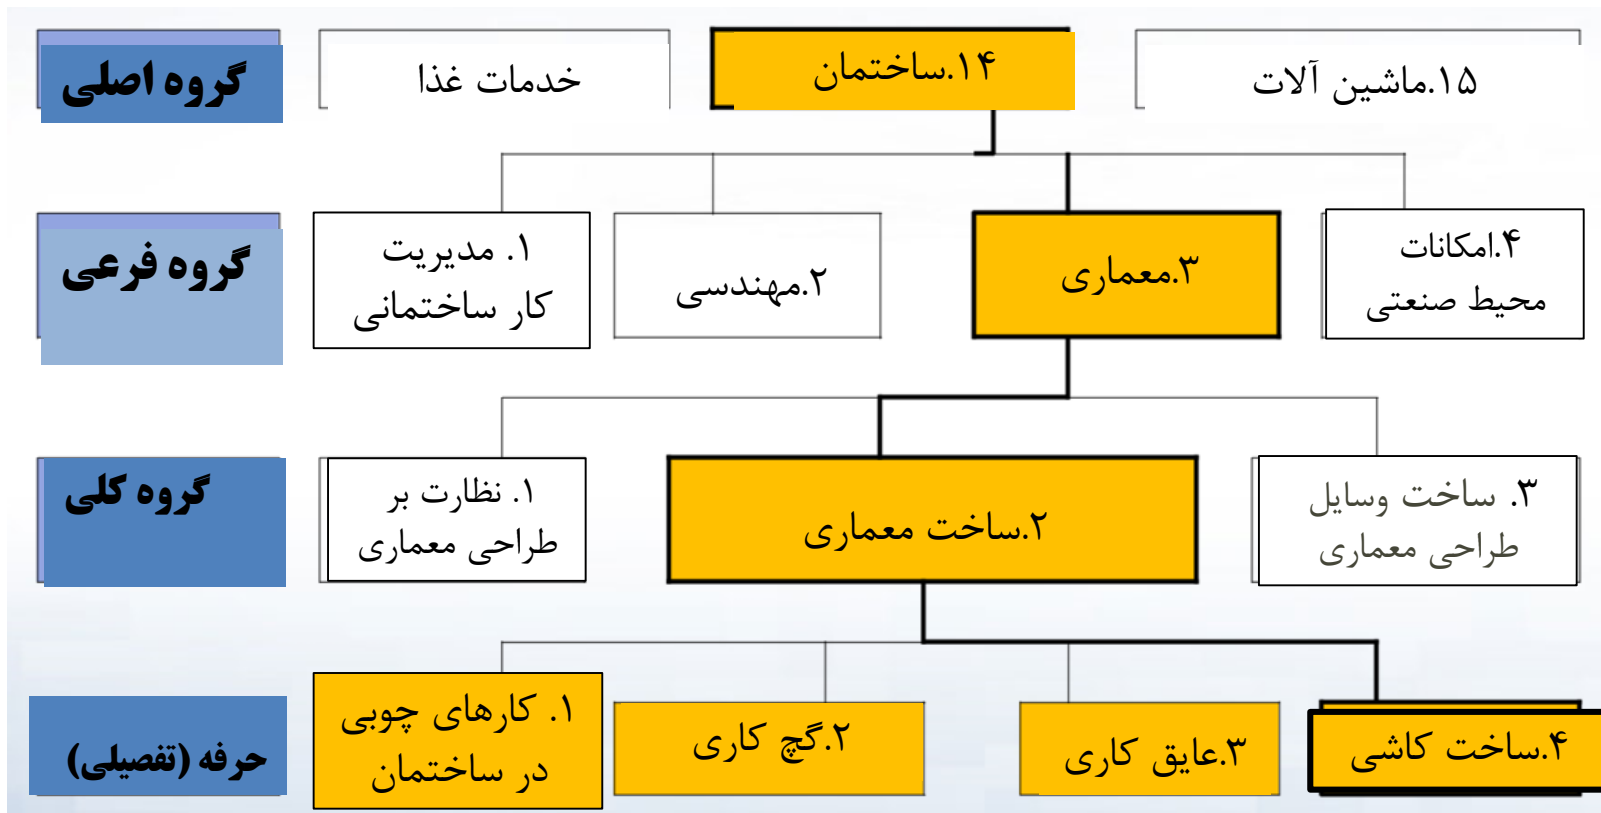 گروه اصلی
خدمات غذا
۱۴.ساختمان
۱۵.ماشین آلات
گروه فرعی
۱. مدیریت
کار ساختمانی
۲.مهندسی
۳.معماری
۴.امکانات
محیط صنعتی
گروه کلی
۱. نظارت بر
طراحی معماری
۲.ساخت معماری
۳. ساخت وسایل
طراحی معماری
حرفه (تفصیلی)
۱. کارهای چوبی
در ساختمان
۲.گچ کاری
۳.عایق کاری
۴.ساخت کاشی